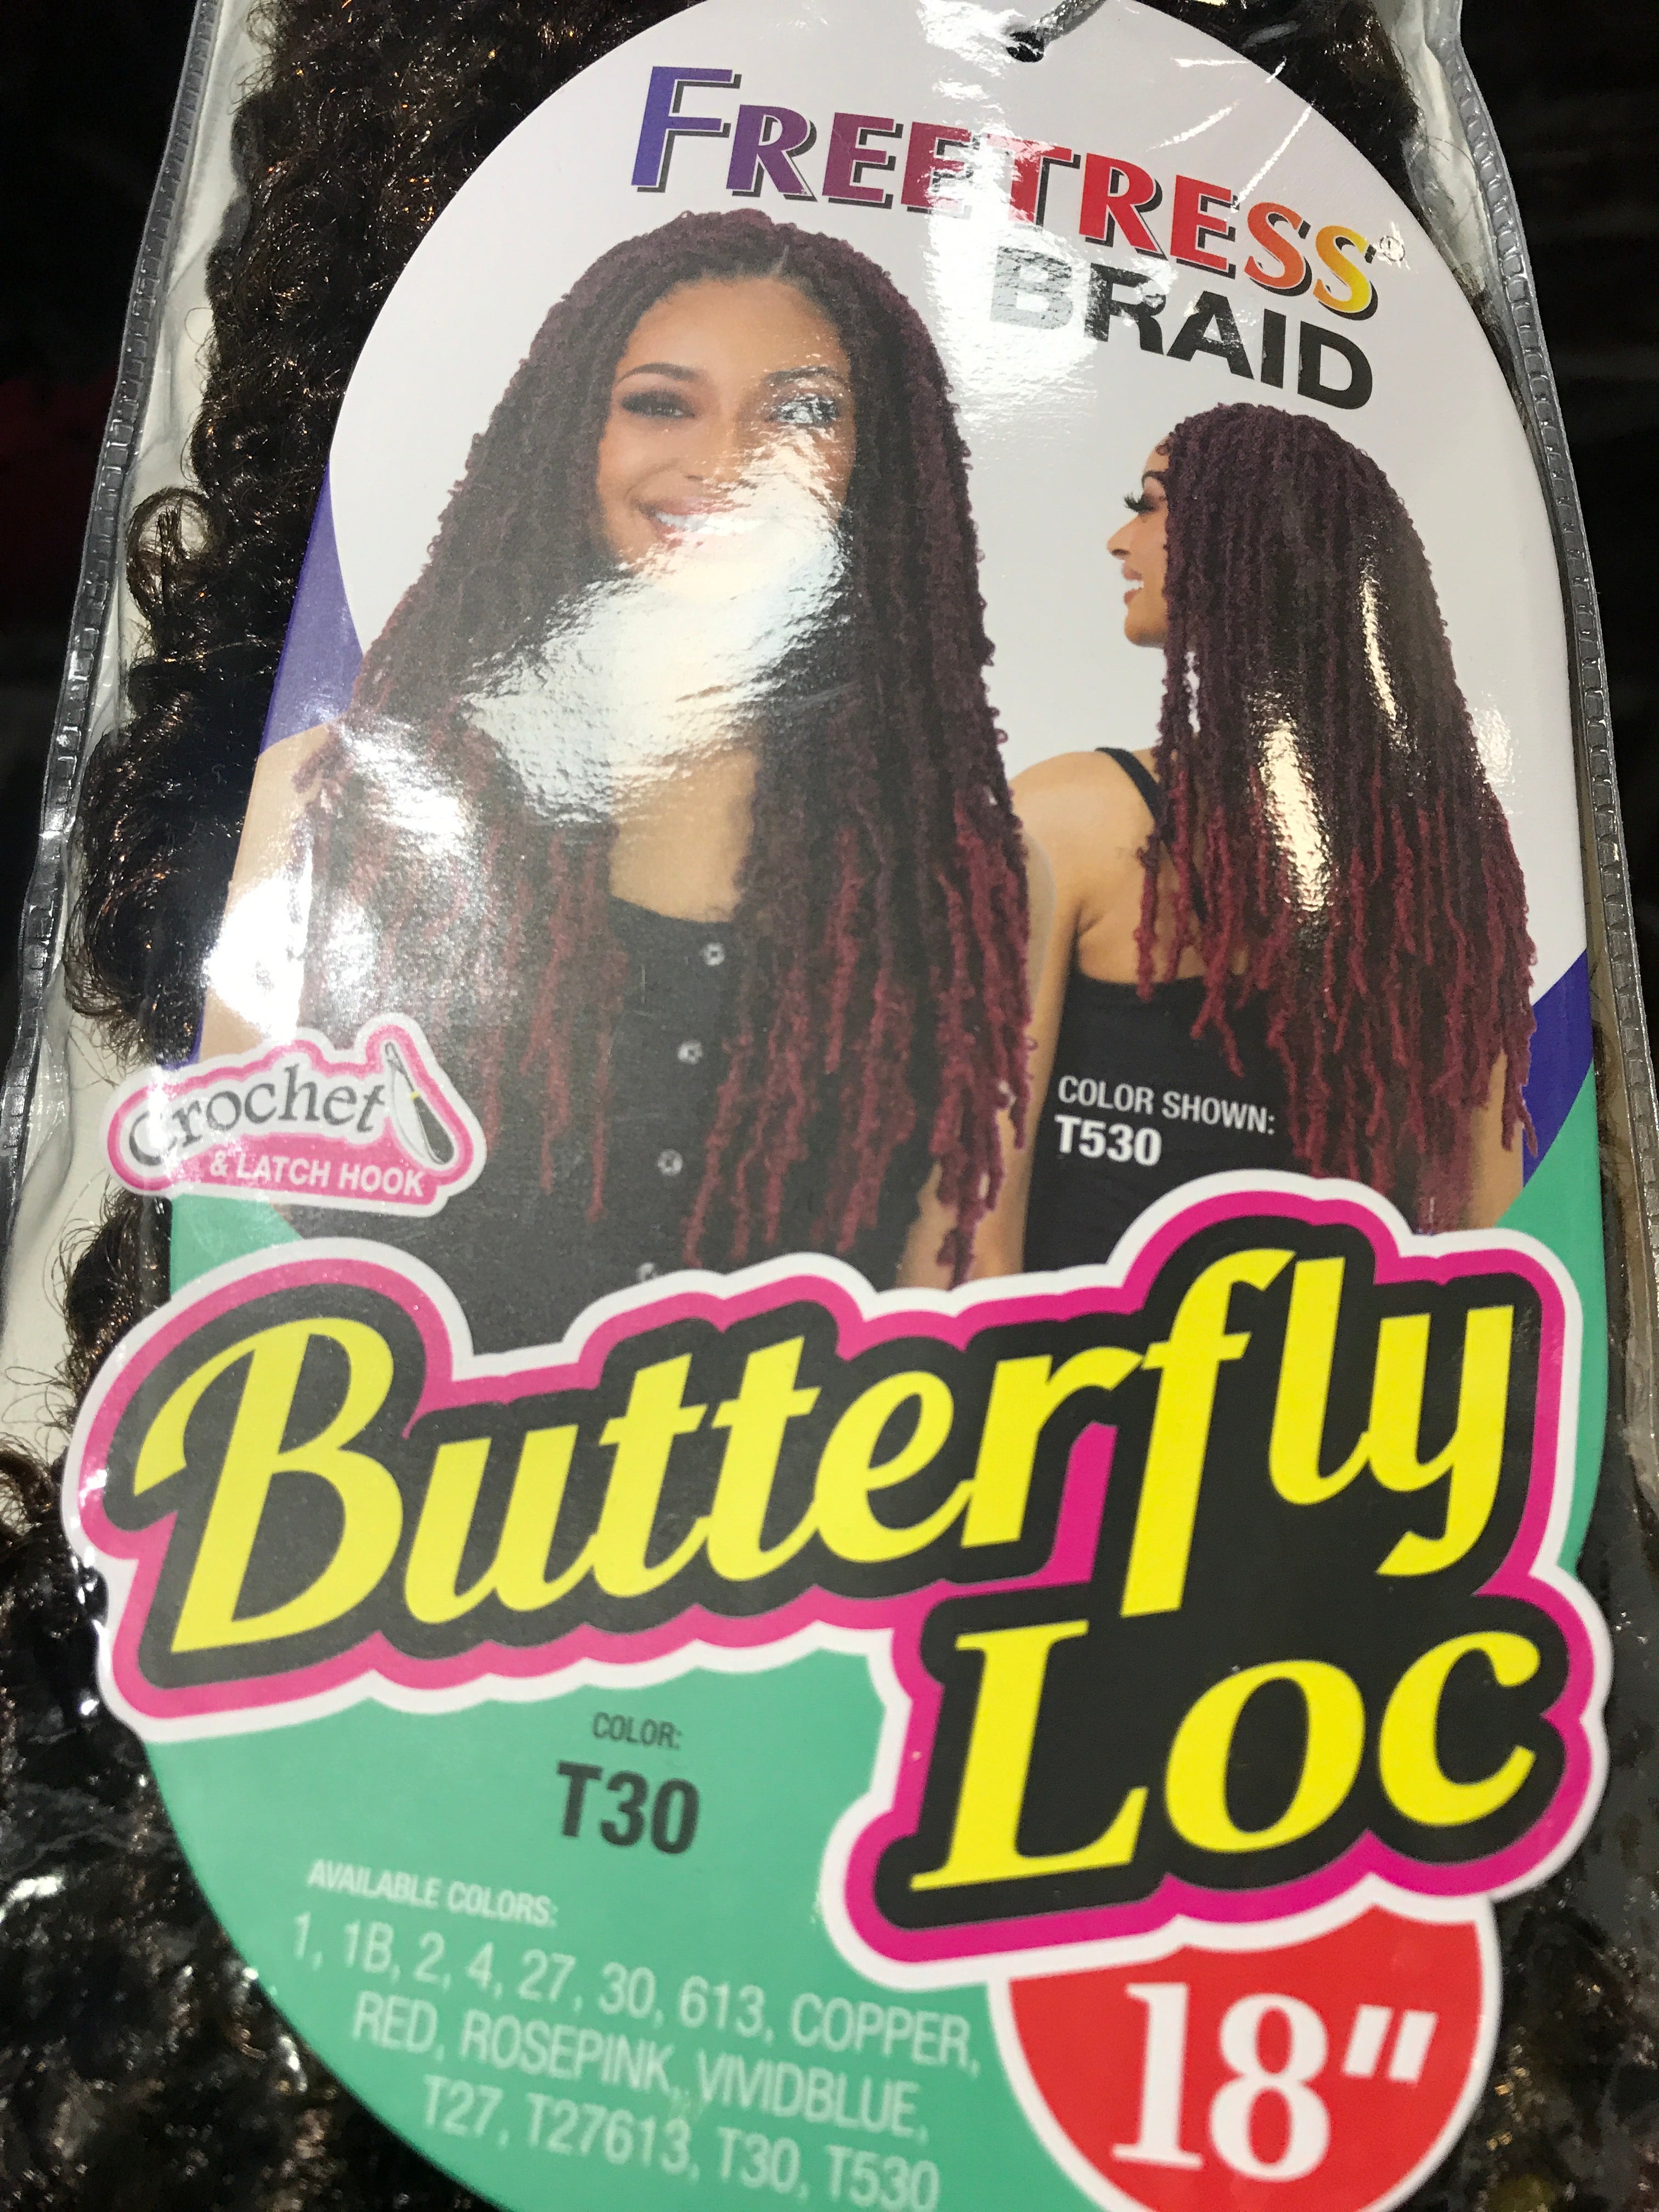 FREETRESS®
BRAID
COLOR SHOWN:
T530
Crochet
& LATCH HOOK
Butterfly
Loc
COLOR:
T30
AVAILABLE COLORS:
1, 1B, 2, 4, 27, 30, 613, COPPER,
RED, ROSEPINK, VIVIDBLUE,
T27, T27613, T30, T530
18"